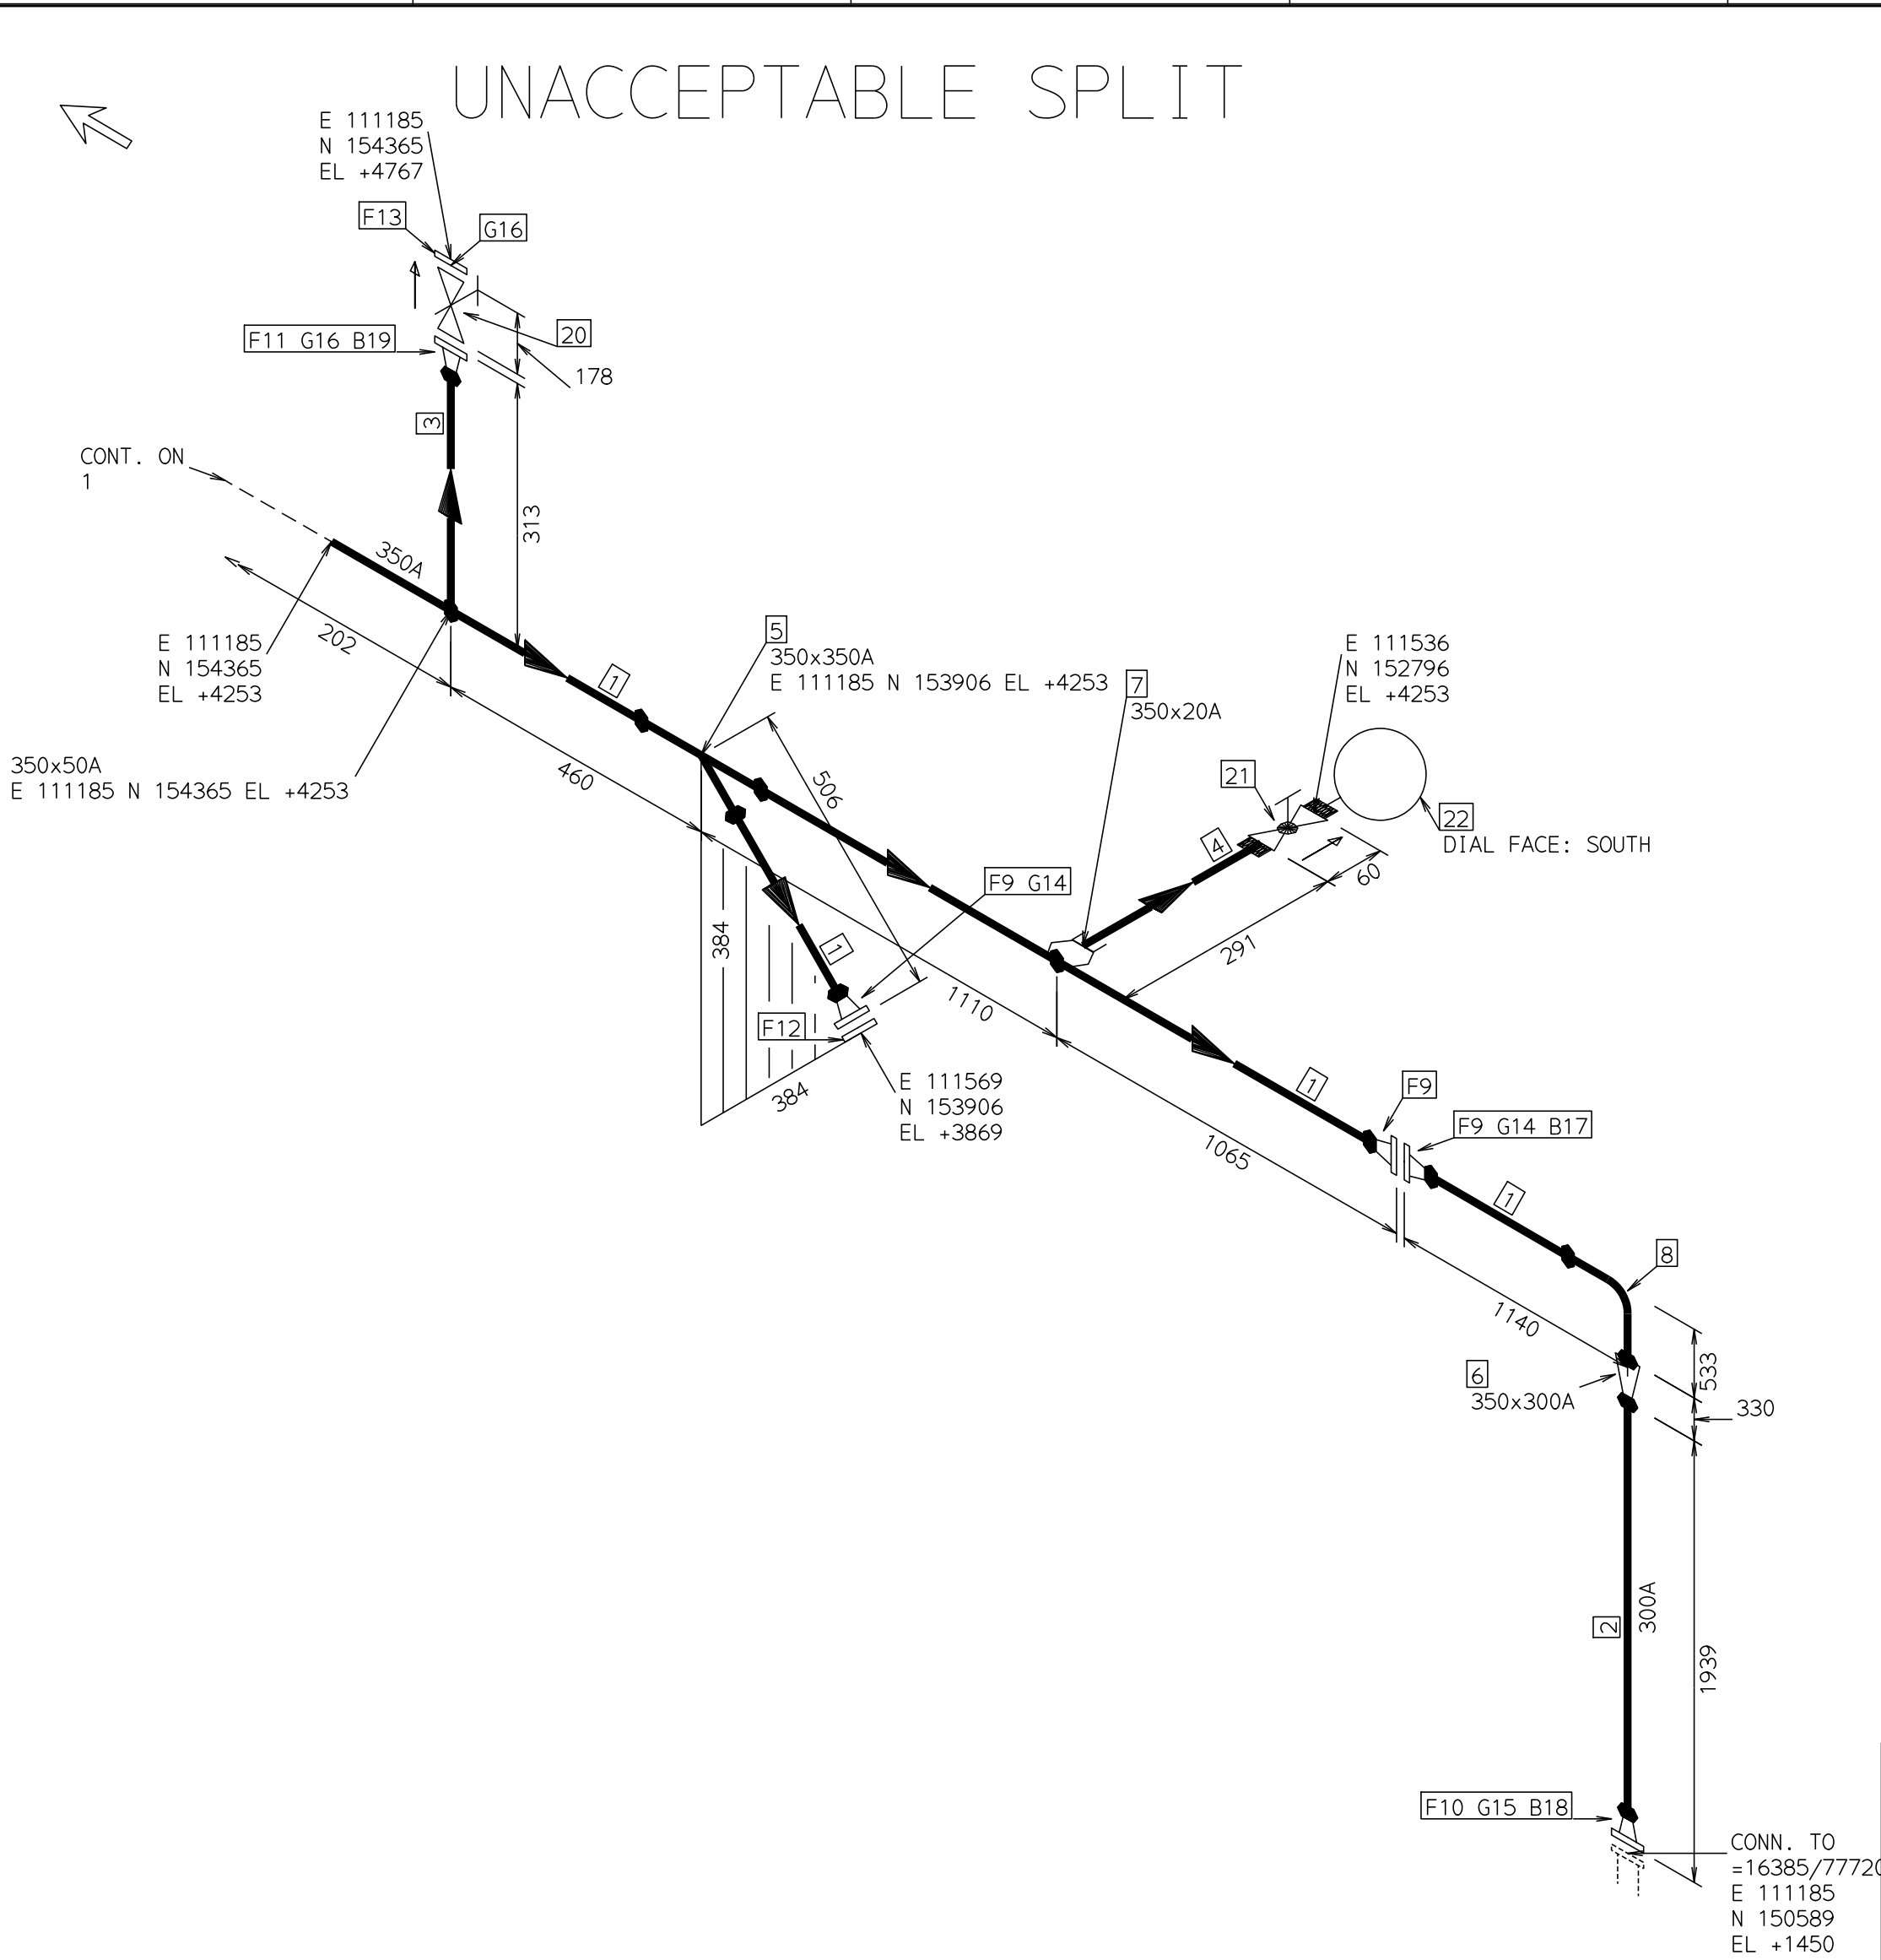 UNACCEPTABLE SPLIT
E 111185
N 154365
EL +4767
F13
G16
F11 G16 B19
20
178
3
CONT. ON
1
313
350A
202
E 111185
N 154365
EL +4253
1
5
350x350A
E 111185 N 153906 EL +4253
7
350x20A
E 111536
N 152796
EL +4253
350x50A
E 111185 N 154365 EL +4253
460
506
21
22
DIAL FACE: SOUTH
4
60
F9 G14
384
1
291
1110
F12
384
E 111569
N 153906
EL +3869
1
F9
F9 G14 B17
1065
1
8
1140
533
6
350x300A
330
2
300A
1939
F10 G15 B18
CONN. TO
=16385/77720
E 111185
N 150589
EL +1450